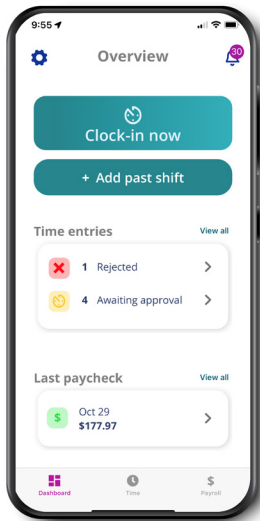 9:55
Overview
30
Clock-in now
+ Add past shift
Time entries View all
1 Rejected
4 Awaiting approval
Last paycheck View all
$ Oct 29
$177.97
$
Dashboard Time Payroll